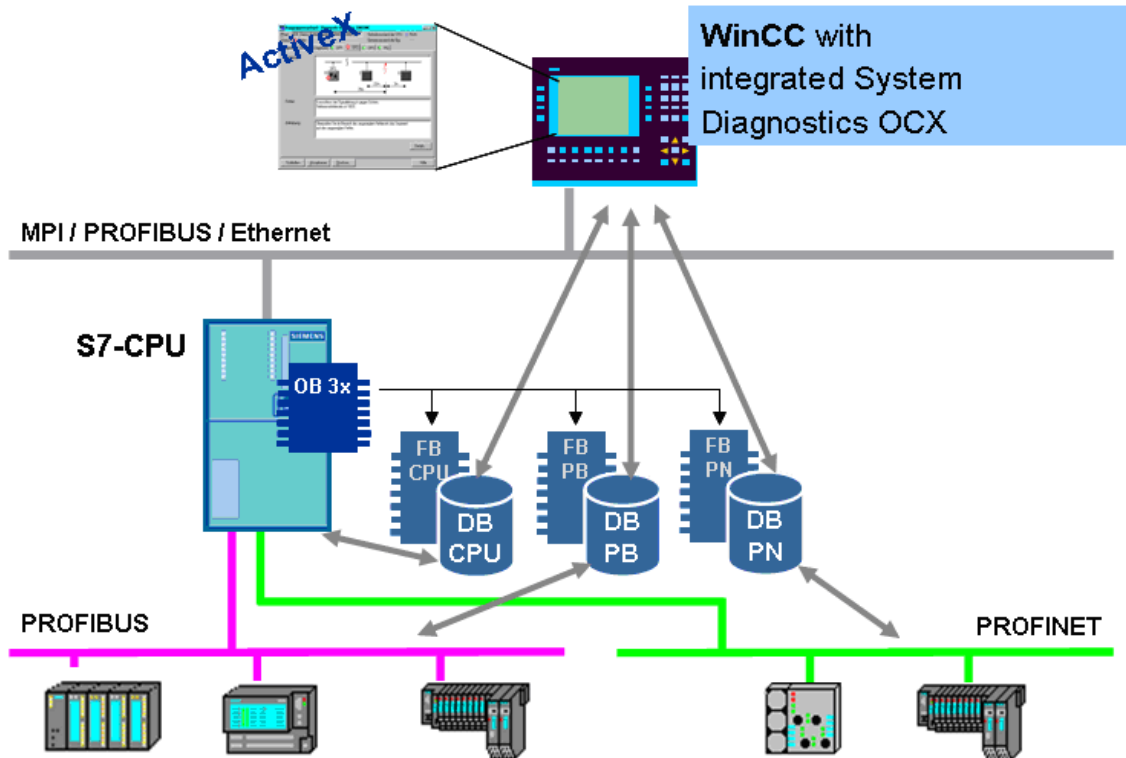 ActiveX
WinCC with
integrated System
Diagnostics OCX
MPI / PROFIBUS / Ethernet
S7-CPU
SIEMENS
OB 3x
FB
CPU
FB
PB
FB
PN
DB
CPU
DB
PB
DB
PN
PROFIBUS
PROFINET